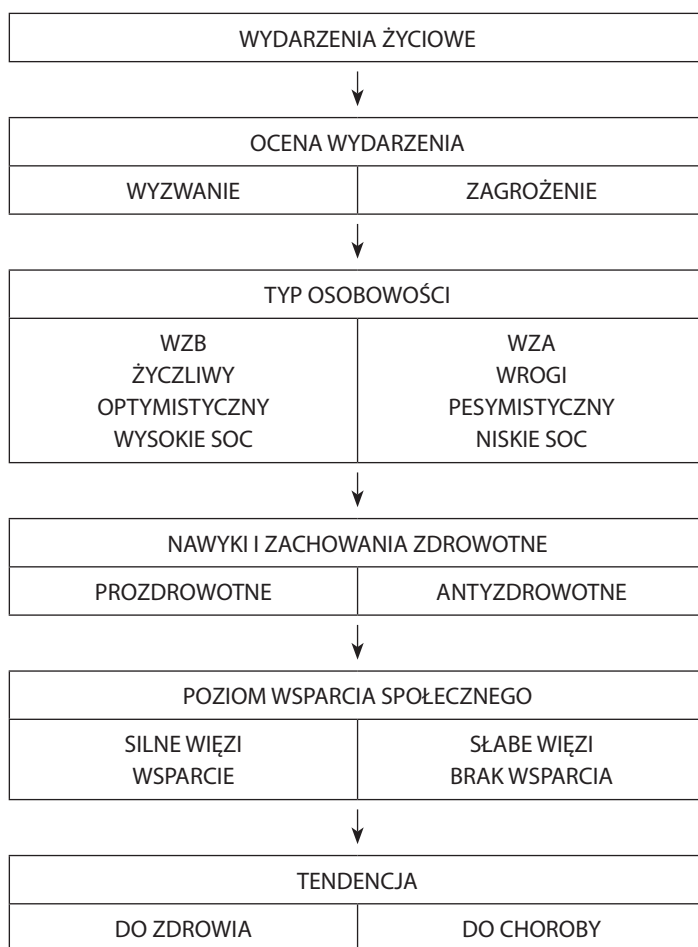 WYDARZENIA ŻYCIOWE
OCENA WYDARZENIA
WYZWANIE
ZAGROŻENIE
TYP OSOBOWOŚCI
WZB
ŻYCZLIWY
OPTYMISTYCZNY
WYSOKIE SOC
WZA
WROGI
PESYMISTYCZNY
NISKIE SOC
NAWYKI I ZACHOWANIA ZDROWOTNE
PROZDROWOTNE
ANTYZDROWOTNE
POZIOM WSPARCIA SPOŁECZNEGO
SILNE WIĘZI
WSPARCIE
SŁABE WIĘZI
BRAK WSPARCIA
TENDENCJA
DO ZDROWIA
DO CHOROBY